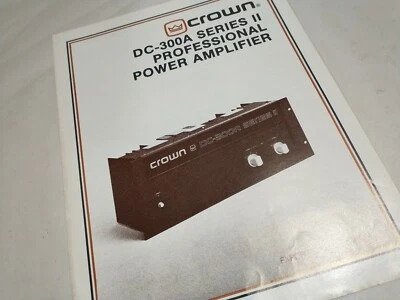 crown®
DC-300A SERIES II
PROFESSIONAL
POWER AMPLIFIER
crown DC-300A SERIES II